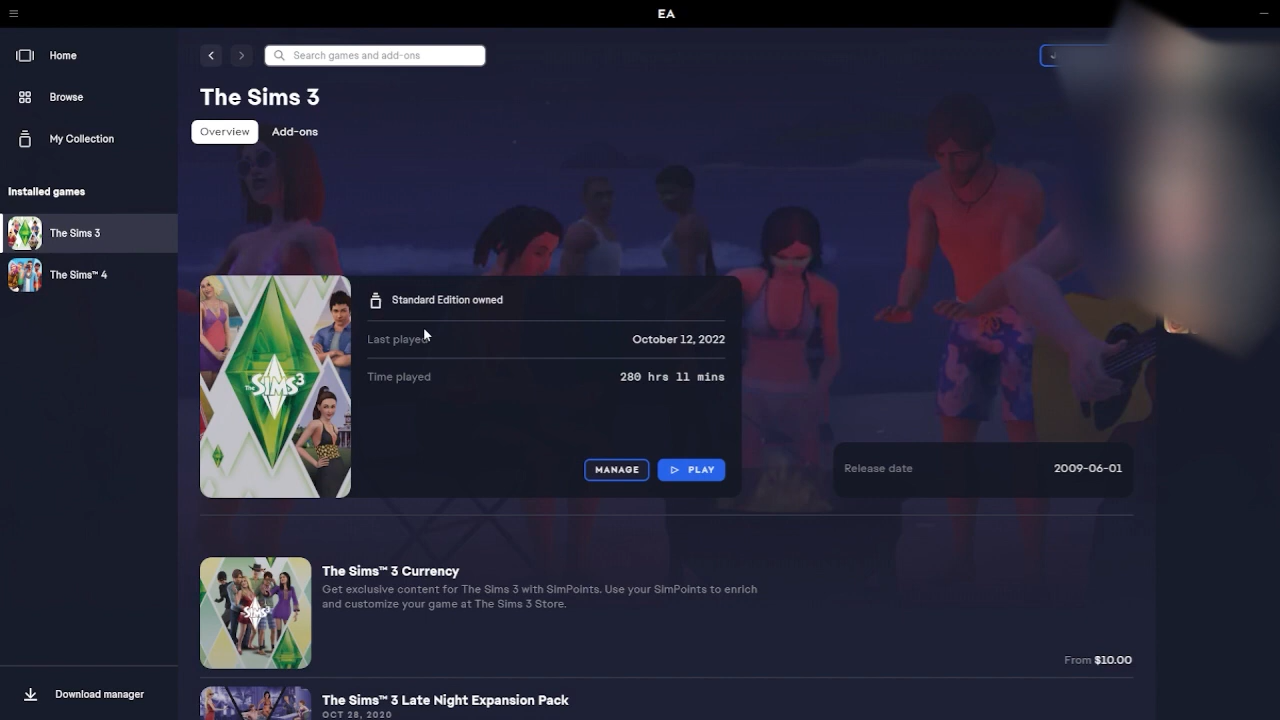 EA
Home
Search games and add-ons
Browse
The Sims 3
My Collection
Overview
Add-ons
Installed games
The Sims 3
The Sims™ 4
Standard Edition owned
Last played
October 12, 2022
Time played
280 hrs 11 mins
THE SIMS 3
MANAGE
PLAY
Release date
2009-06-01
The Sims™ 3 Currency
Get exclusive content for The Sims 3 with SimPoints. Use your SimPoints to enrich
and customize your game at The Sims 3 Store.
From $10.00
Download manager
The Sims™ 3 Late Night Expansion Pack
OCT 28, 2020